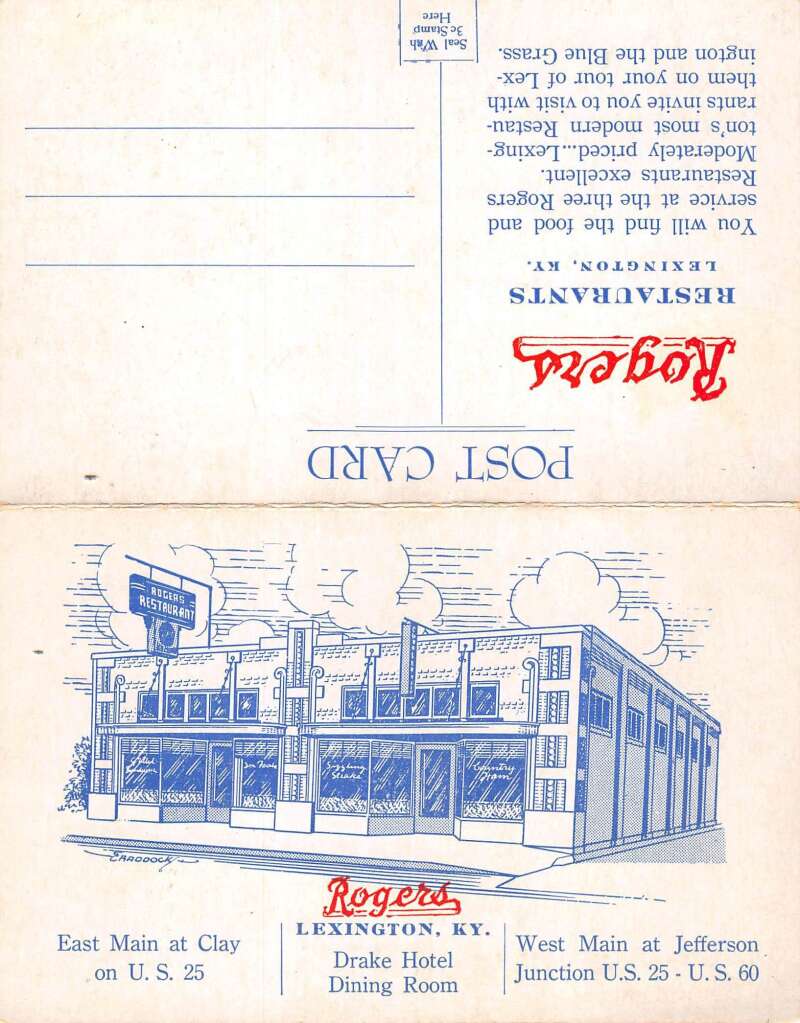 POST CARD
Seal With
3c Stamp
Here
Rogers
RESTAURANTS
LEXINGTON, KY.
You will find the food and
service at the three Rogers
Restaurants excellent.
Moderately priced...Lexing-
ton's most modern Restau-
rants invite you to visit with
them on your tour of Lex-
ington and the Blue Grass.
ROGERS
RESTAURANT
Sizzling
Steaks
Country
Ham
CRADDOCK
Rogers
LEXINGTON, KY.
East Main at Clay
on U. S. 25
Drake Hotel
Dining Room
West Main at Jefferson
Junction U.S. 25 - U. S. 60